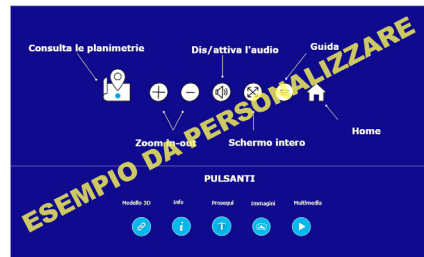 Consulta le planimetrie
Dis/attiva l'audio
Guida
Zoom in-out
Schermo intero
Home
ESEMPIO DA PERSONALIZZARE
PULSANTI
Modello 3D
Info
Prosegui
Immagini
Multimedia
i
T